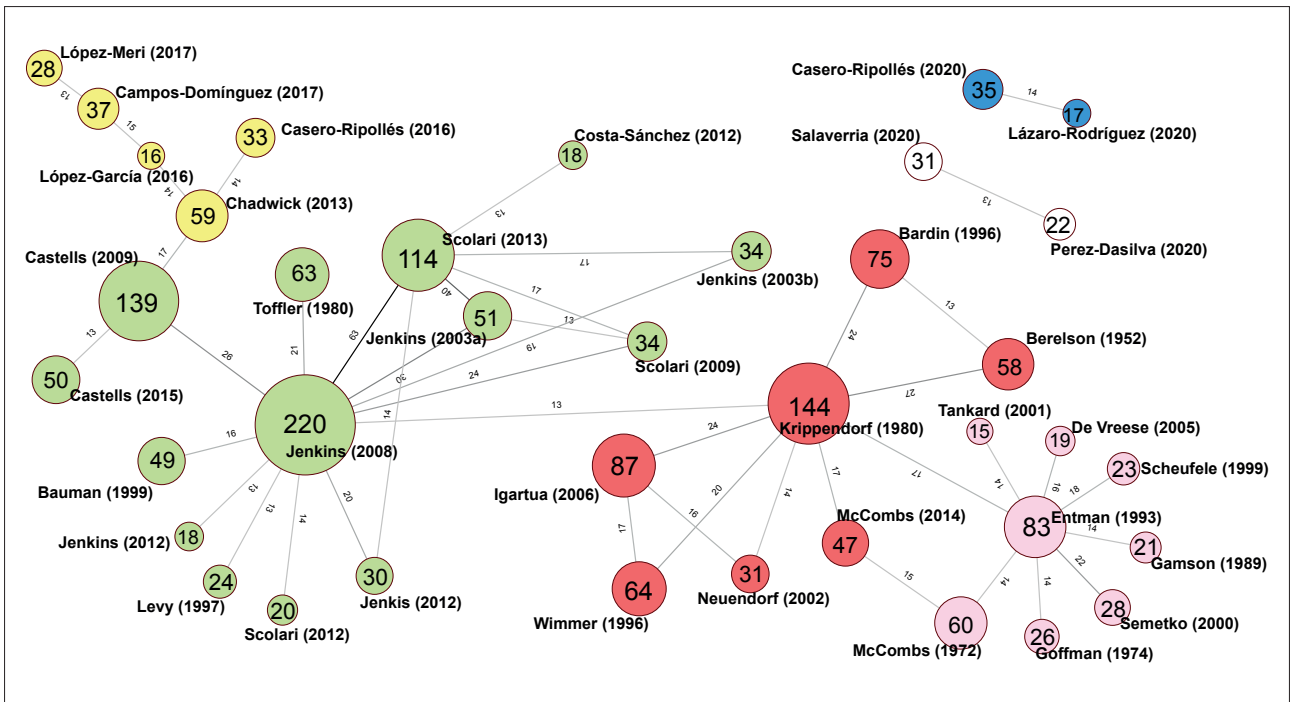 López-Meri (2017)
28
13
Campos-Domínguez (2017)
37
15
16
López-García (2016)
14
Casero-Ripollés (2016)
33
14
59
Chadwick (2013)
17
Castells (2009)
139
13
50
Castells (2015)
26
63
Toffler (1980)
21
Costa-Sánchez (2012)
18
13
Scolari (2013)
114
17
34
Jenkins (2003b)
40
17
63
51
Jenkins (2003a)
13
19
34
Scolari (2009)
30
24
14
13
220
Jenkins (2008)
16
49
Bauman (1999)
13
18
Jenkins (2012)
13
24
Levy (1997)
14
20
Scolari (2012)
20
30
Jenkis (2012)
Casero-Ripollés (2020)
35
14
17
Lázaro-Rodríguez (2020)
Salaverria (2020)
31
13
22
Perez-Dasilva (2020)
Bardin (1996)
75
13
24
Berelson (1952)
58
27
144
Krippendorf (1980)
24
87
Igartua (2006)
20
14
17
17
17
16
64
Wimmer (1996)
31
Neuendorf (2002)
McCombs (2014)
47
15
60
McCombs (1972)
Tankard (2001)
15
14
De Vreese (2005)
19
16
Scheufele (1999)
23
18
Entman (1993)
83
14
21
Gamson (1989)
22
28
Semetko (2000)
14
26
Goffman (1974)
14